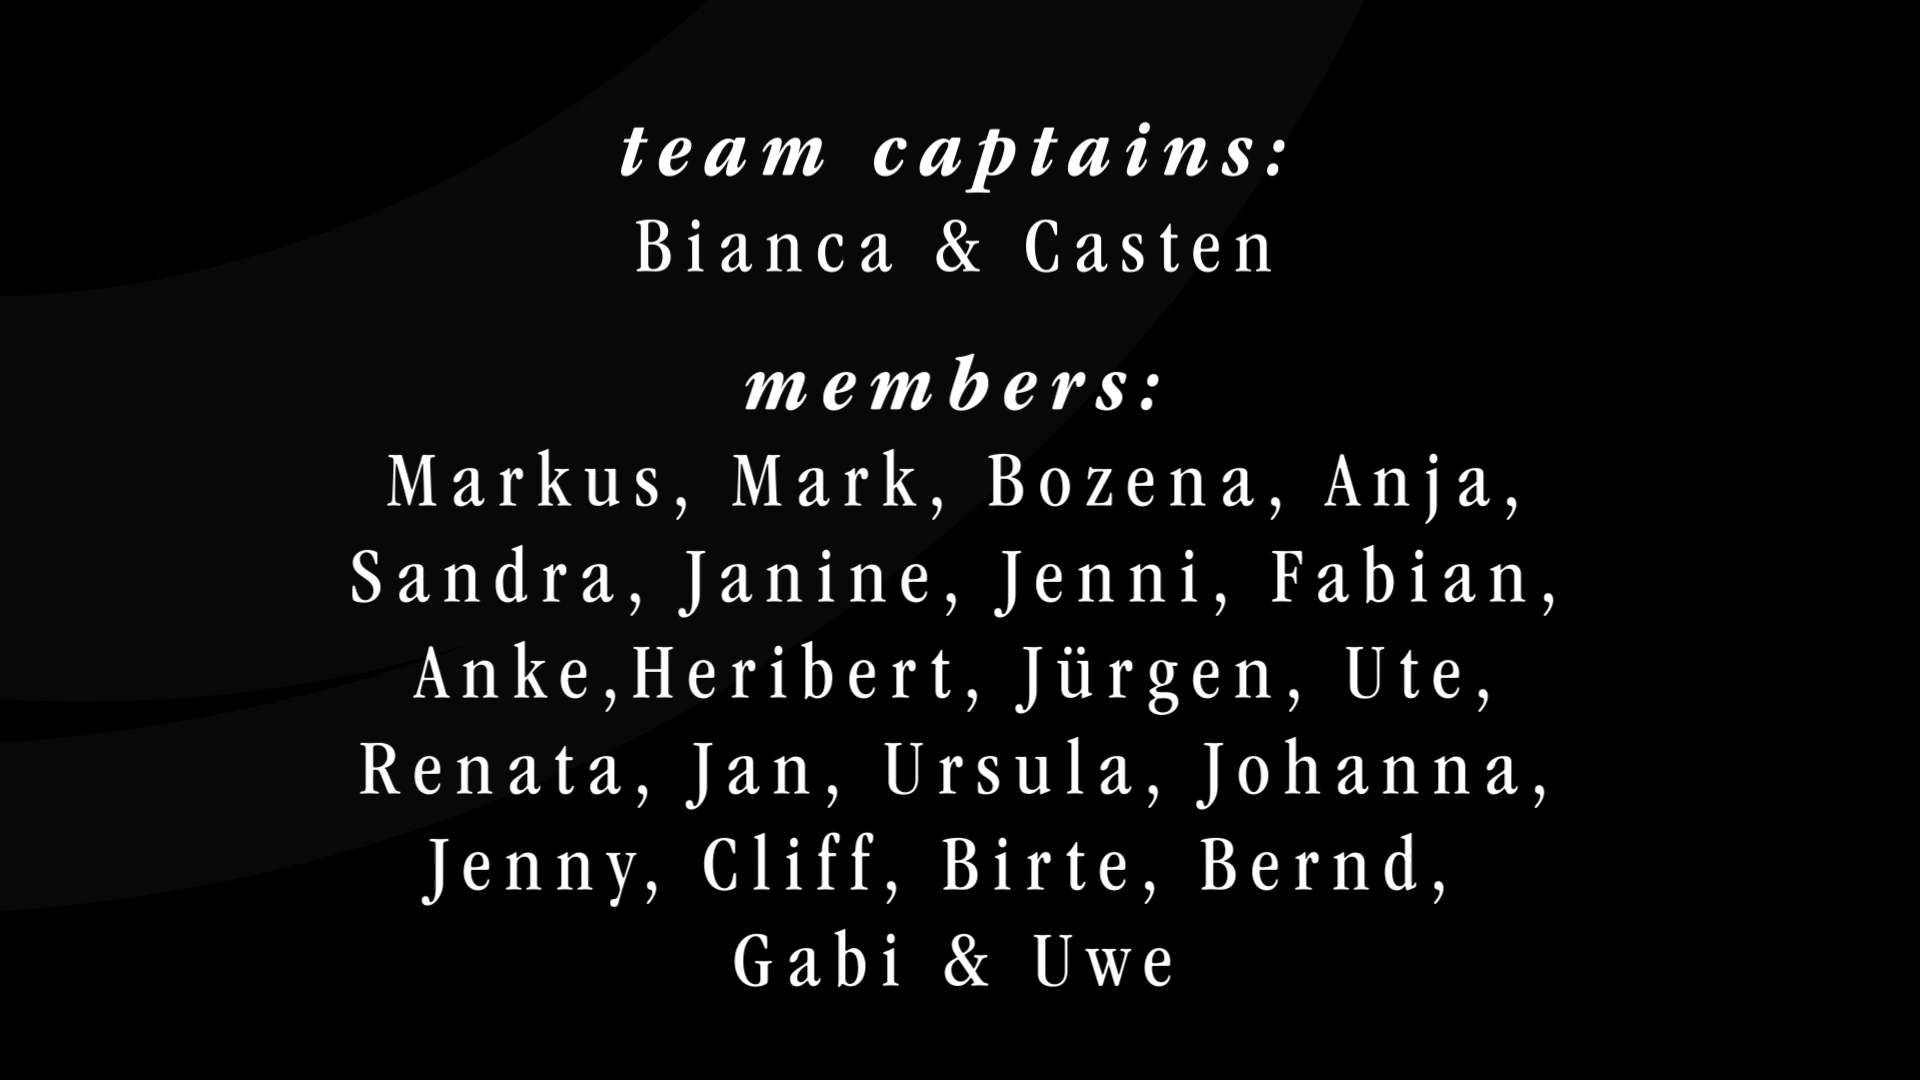 team captains:
Bianca & Casten
members:
Markus, Mark, Bozena, Anja,
Sandra, Janine, Jenni, Fabian,
Anke,Heribert, Jürgen, Ute,
Renata, Jan, Ursula, Johanna,
Jenny, Cliff, Birte, Bernd,
Gabi & Uwe